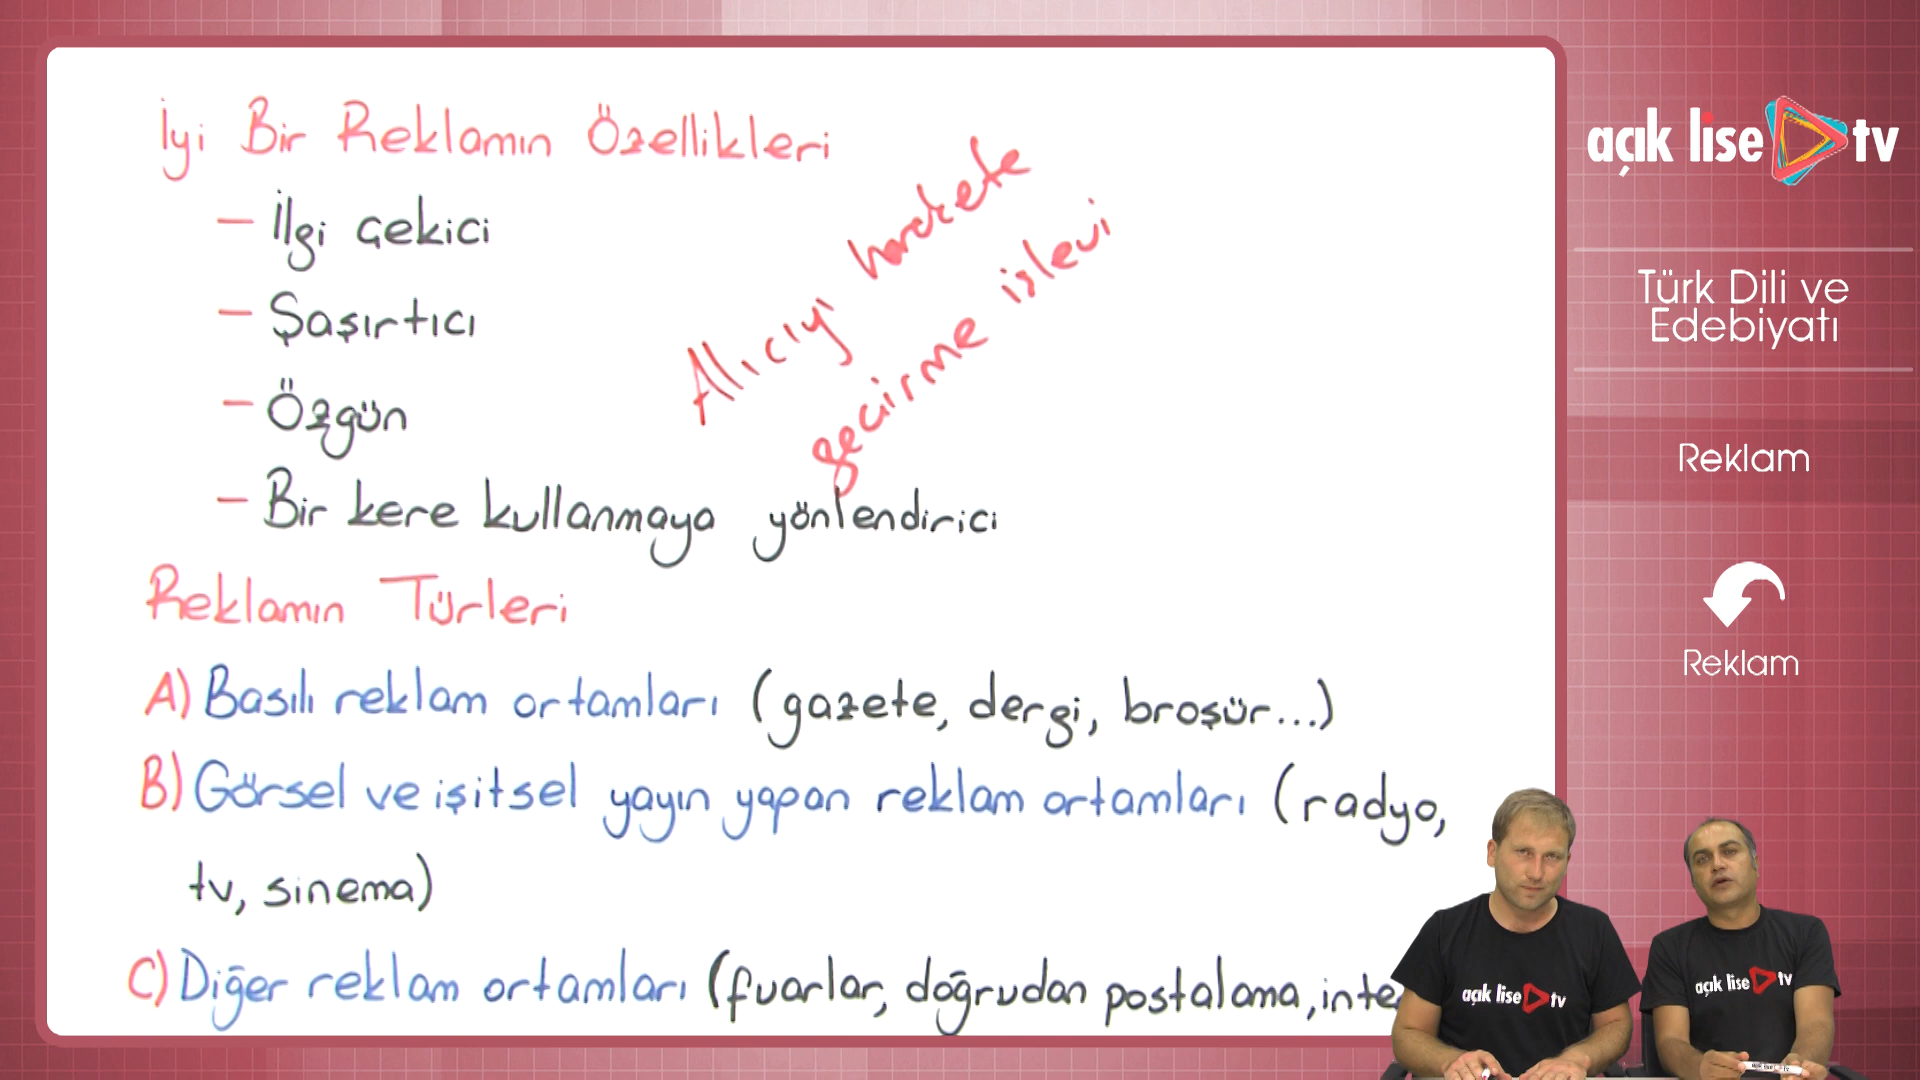 İyi Bir Reklamın Özellikleri
- İlgi çekici
- Şaşırtıcı
- Özgün
- Bir kere kullanmaya yönlendirici
Alıcıyı harekete
geçirme işlevi
Reklamın Türleri
A) Basılı reklam ortamları (gazete, dergi, broşür...)
B) Görsel ve işitsel yayın yapan reklam ortamları (radyo,
tv, sinema)
C) Diğer reklam ortamları (fuarlar, doğrudan postalama, inte
açık lise tv
Türk Dili ve
Edebiyatı
Reklam
Reklam
açık lise tv
açık lise tv